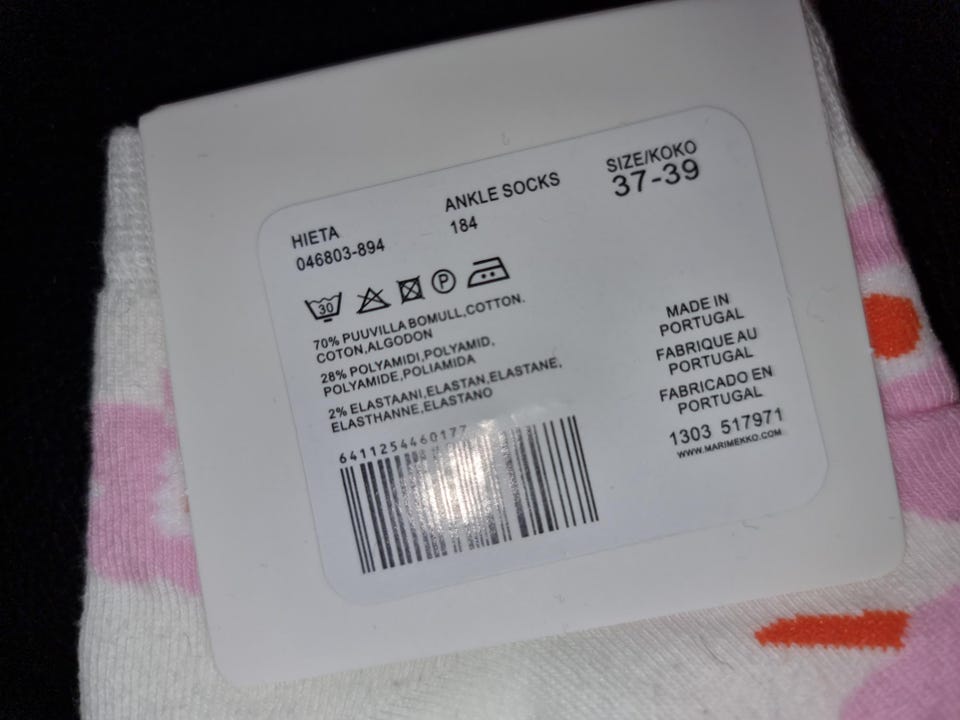 HIETA
046803-894
ANKLE SOCKS
184
SIZE/KOKO
37-39
30
P
70% PUUVILLA BOMULL,COTTON.
COTON,ALGODON
28% POLYAMIDI,POLYAMID,
POLYAMIDE,POLIAMIDA
2% ELASTAANI,ELASTAN,ELASTANE,
ELASTHANNE,ELASTANO
MADE IN
PORTUGAL
FABRIQUE AU
PORTUGAL
FABRICADO EN
PORTUGAL
1303 517971
WWW.MARIMEKKO.COM
6411254460177